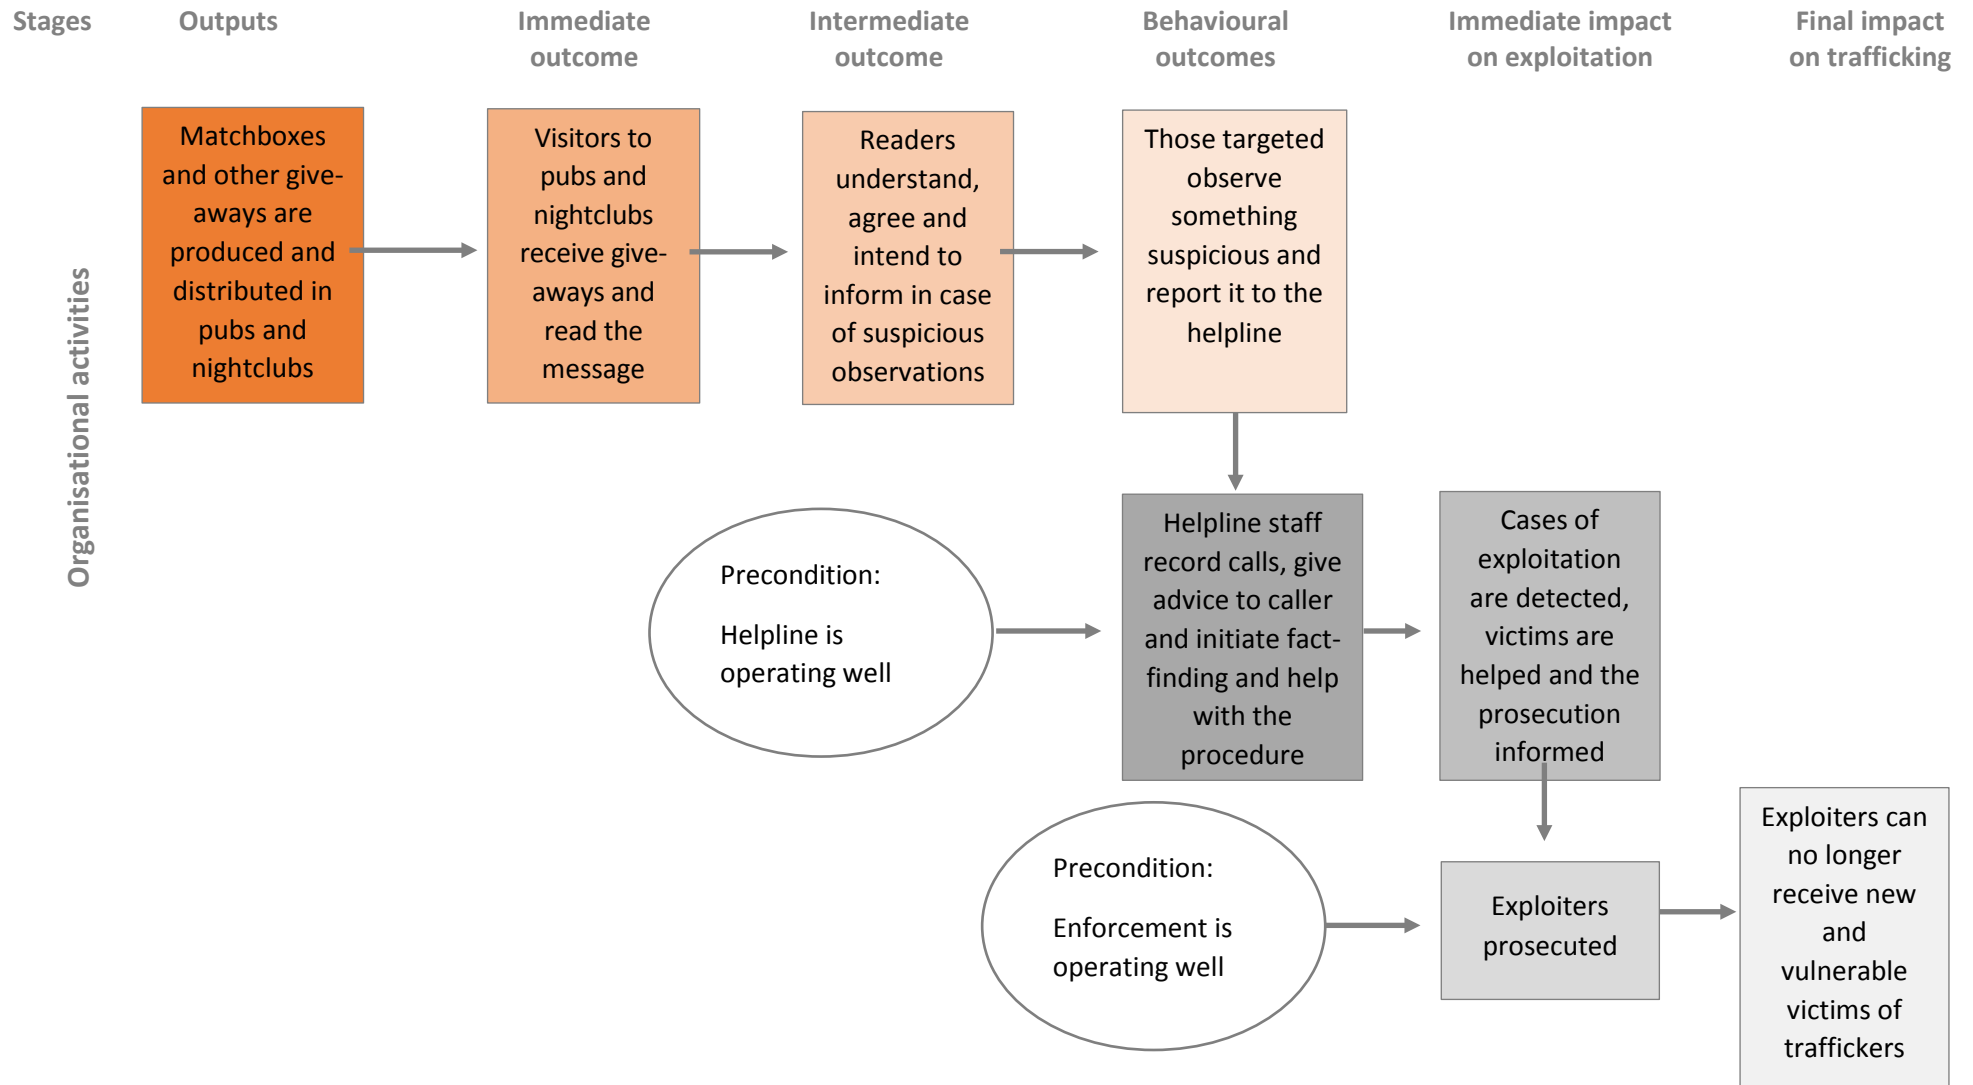 Stages
Outputs
Immediate
outcome
Intermediate
outcome
Behavioural
outcomes
Immediate impact
on exploitation
Final impact
on trafficking
Organisational activities
Matchboxes
and other give-
aways are
produced and
distributed in
pubs and
nightclubs
Visitors to
pubs and
nightclubs
receive give-
aways and
read the
message
Readers
understand,
agree and
intend to
inform in case
of suspicious
observations
Those targeted
observe
something
suspicious and
report it to the
helpline
Precondition:
Helpline is
operating well
Helpline staff
record calls, give
advice to caller
and initiate fact-
finding and help
with the
procedure
Cases of
exploitation
are detected,
victims are
helped and the
prosecution
informed
Precondition:
Enforcement is
operating well
Exploiters
prosecuted
Exploiters can
no longer
receive new
and
vulnerable
victims of
traffickers